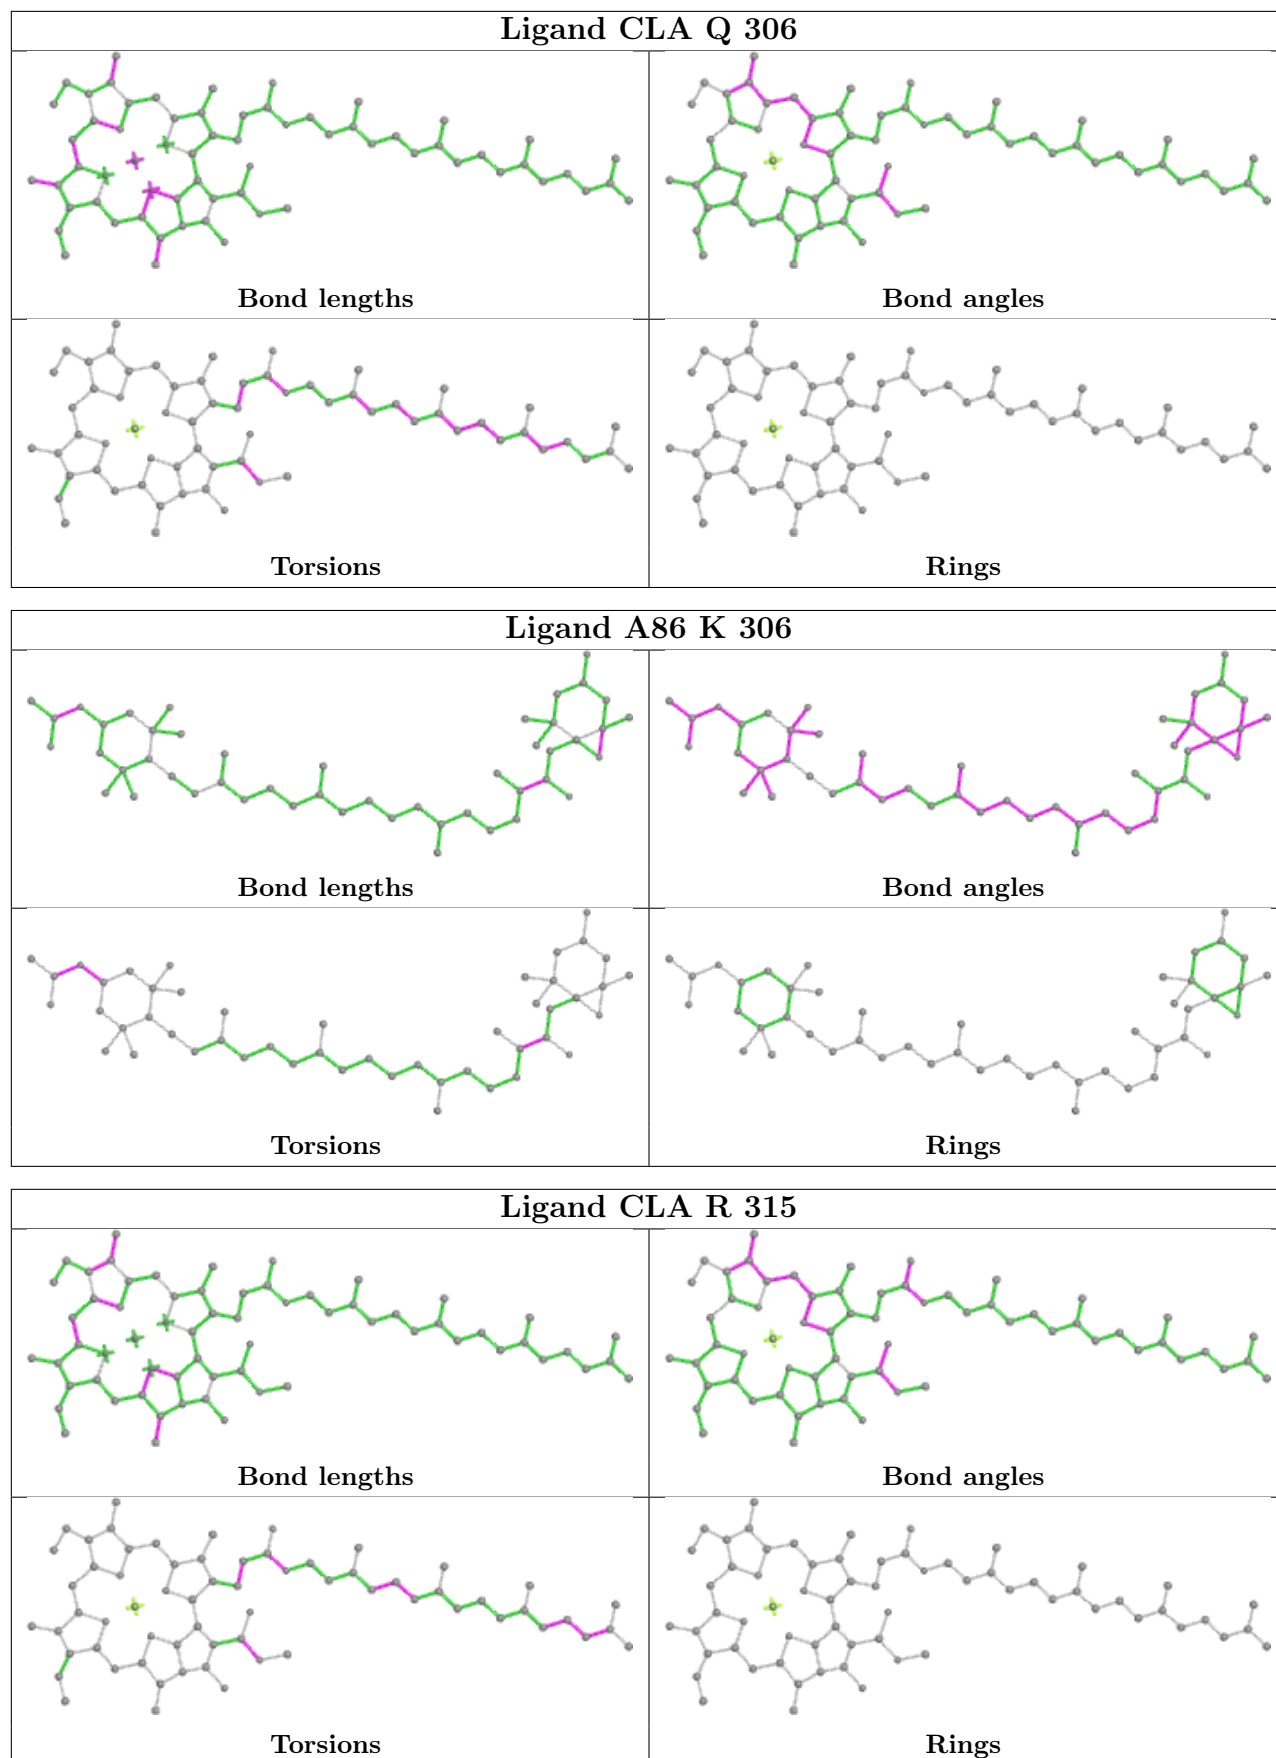 Ligand CLA Q 306
Bond lengths
Bond angles
Torsions
Rings
Ligand A86 K 306
Bond lengths
Bond angles
Torsions
Rings
Ligand CLA R 315
Bond lengths
Bond angles
Torsions
Rings